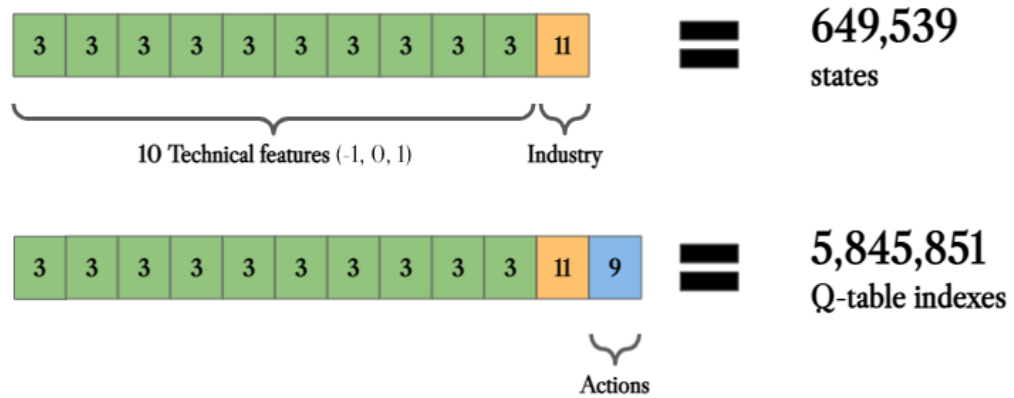 3 3 3 3 3 3 3 3 3 3 11
649,539
states
10 Technical features (-1, 0, 1) Industry
3 3 3 3 3 3 3 3 3 3 11 9
5,845,851
Q-table indexes
Actions